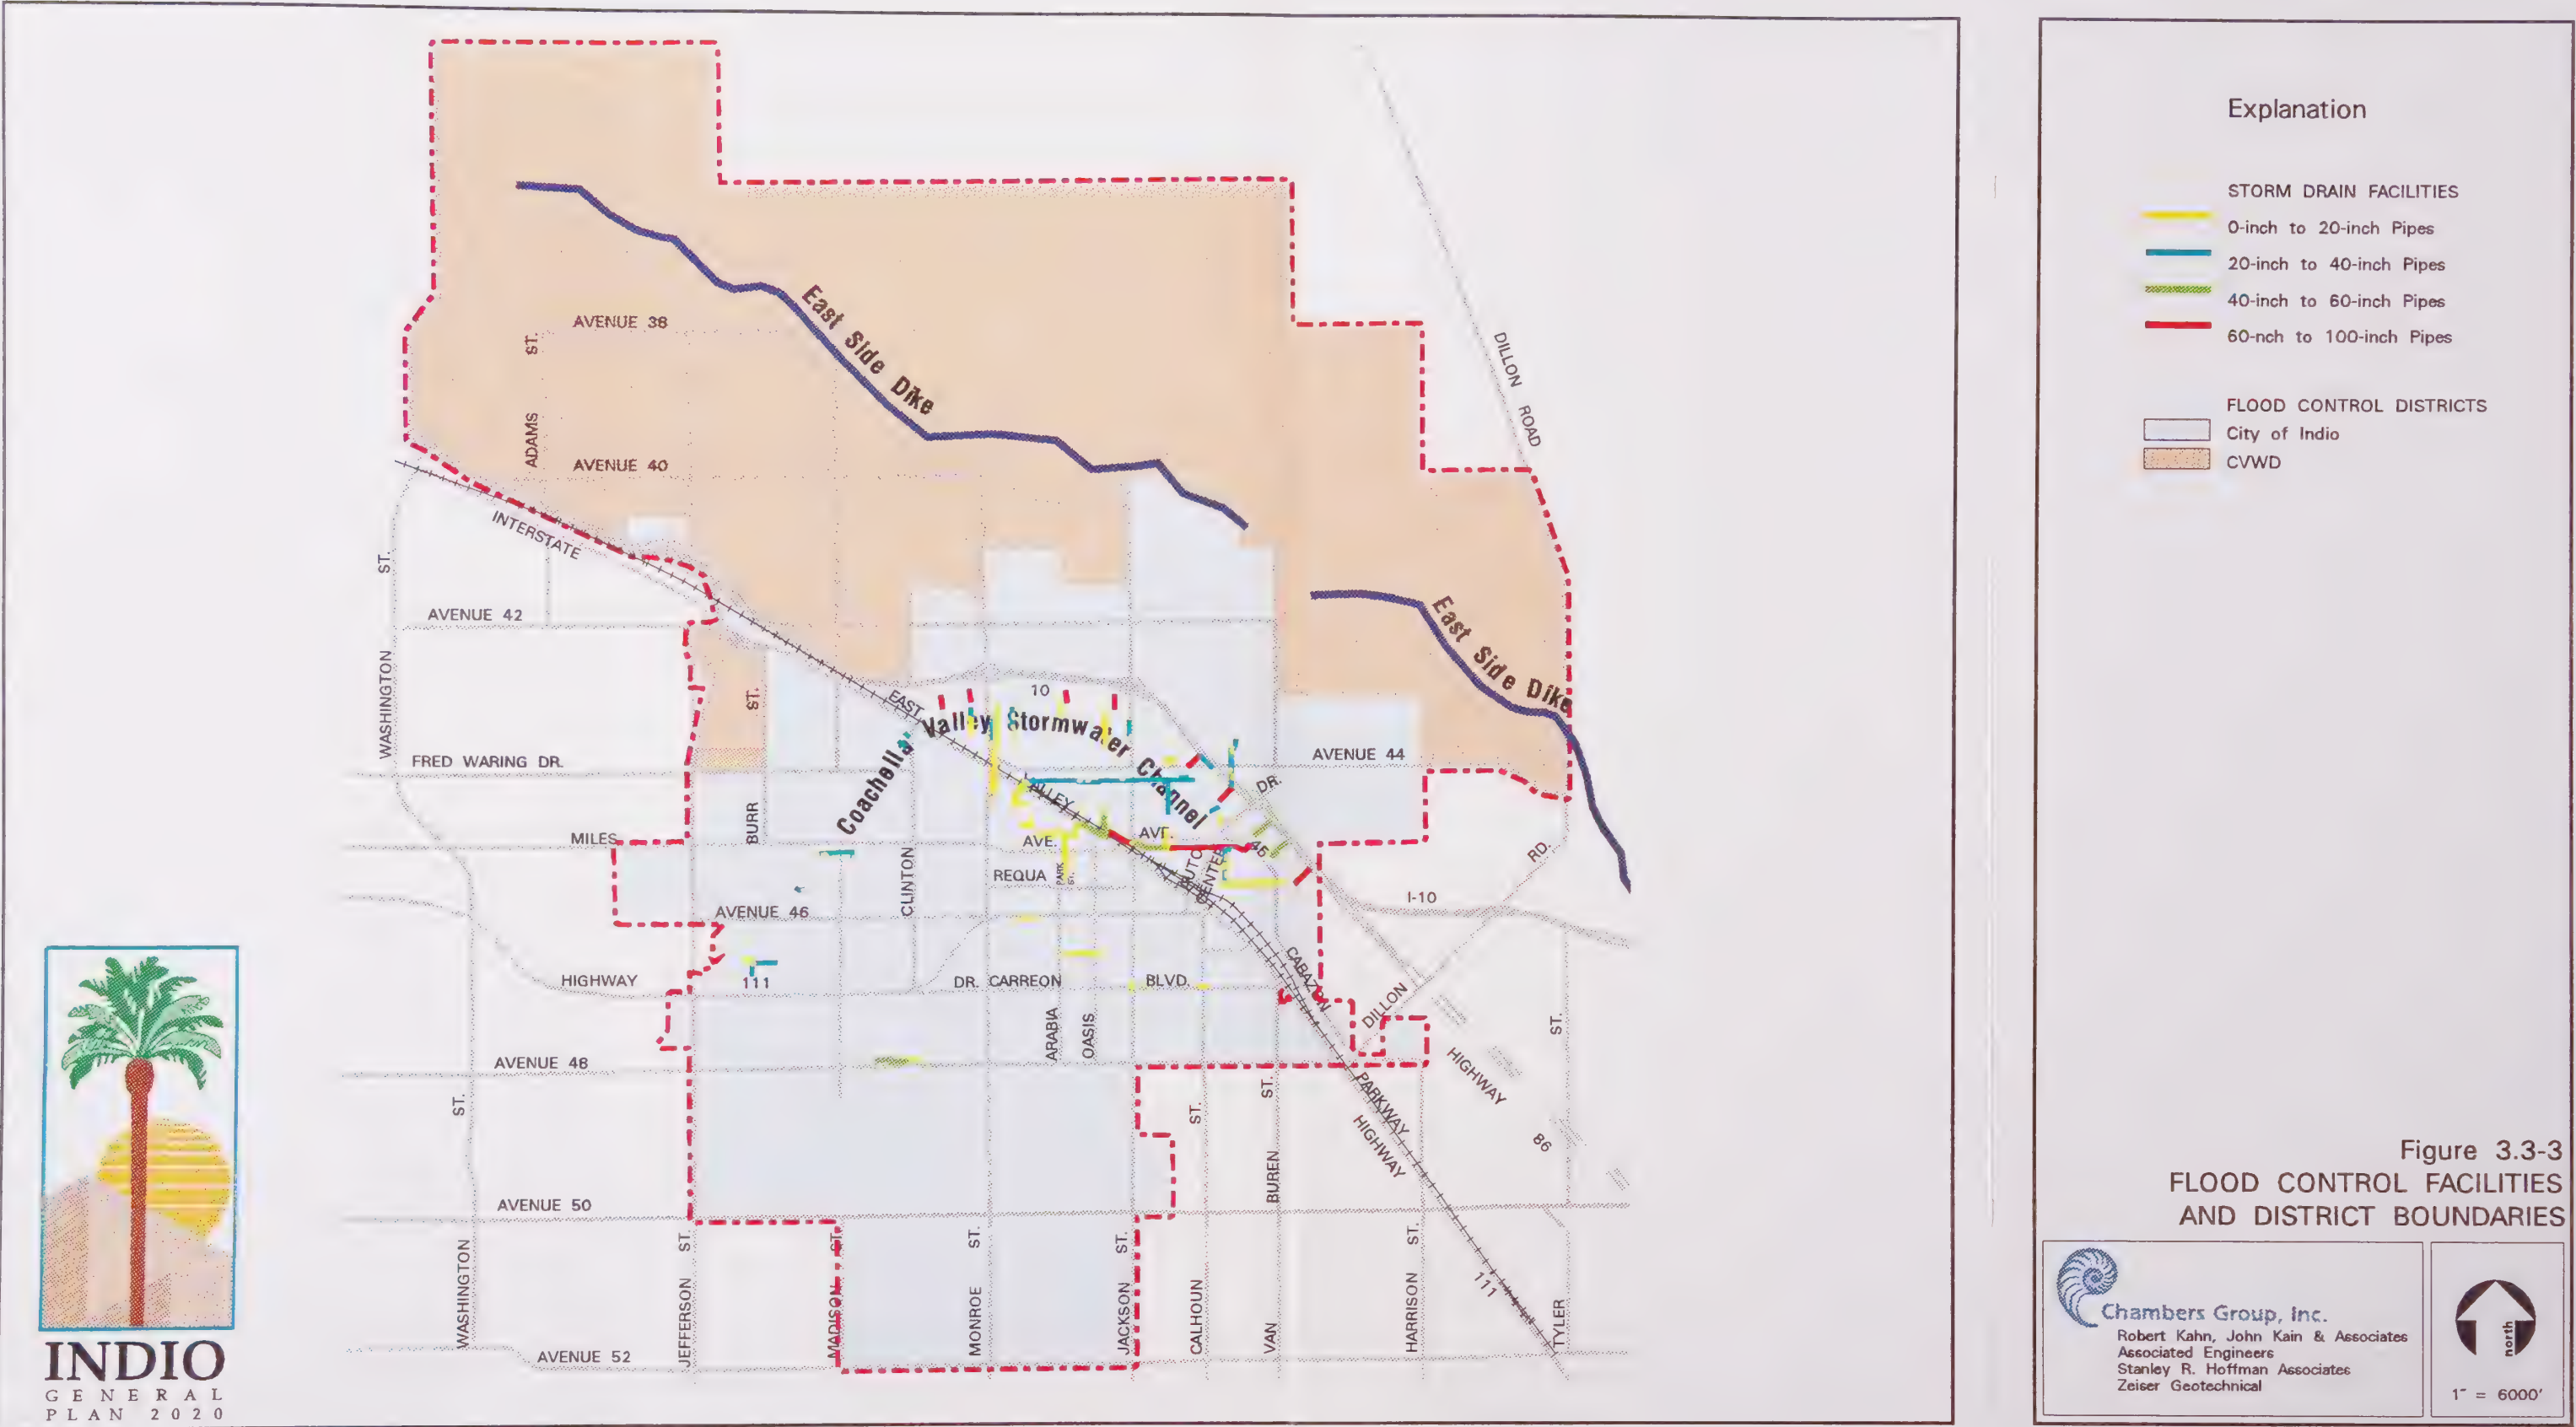 AVENUE 38
ADAMS ST.
AVENUE 40
East Side Dike
DILLON ROAD
INTERSTATE
WASHINGTON ST.
AVENUE 42
East Side Dike
10
EAST
BURR ST.
Coachella Valley Stormwater Channel
FRED WARING DR.
AVENUE 44
DR.
MILES
AVE.
AVE.
45
REQUA
PARK ST.
CENTER
CLINTON
RD.
I-10
AVENUE 46
CABAZON
HIGHWAY
111
DR. CARREON
BLVD.
DILLON
ARABIA
OASIS
AVENUE 48
HIGHWAY
86
ST.
PARKWAY
HIGHWAY
111
AVENUE 50
WASHINGTON ST.
JEFFERSON ST.
MADISON ST.
MONROE ST.
JACKSON ST.
CALHOUN ST.
VAN BUREN ST.
HARRISON ST.
TYLER
AVENUE 52
INDIO
GENERAL
PLAN 2020
Explanation
STORM DRAIN FACILITIES
0-inch to 20-inch Pipes
20-inch to 40-inch Pipes
40-inch to 60-inch Pipes
60-nch to 100-inch Pipes
FLOOD CONTROL DISTRICTS
City of Indio
CVWD
Figure 3.3-3
FLOOD CONTROL FACILITIES
AND DISTRICT BOUNDARIES
Chambers Group, Inc.
Robert Kahn, John Kain & Associates
Associated Engineers
Stanley R. Hoffman Associates
Zeiser Geotechnical
north
1" = 6000'